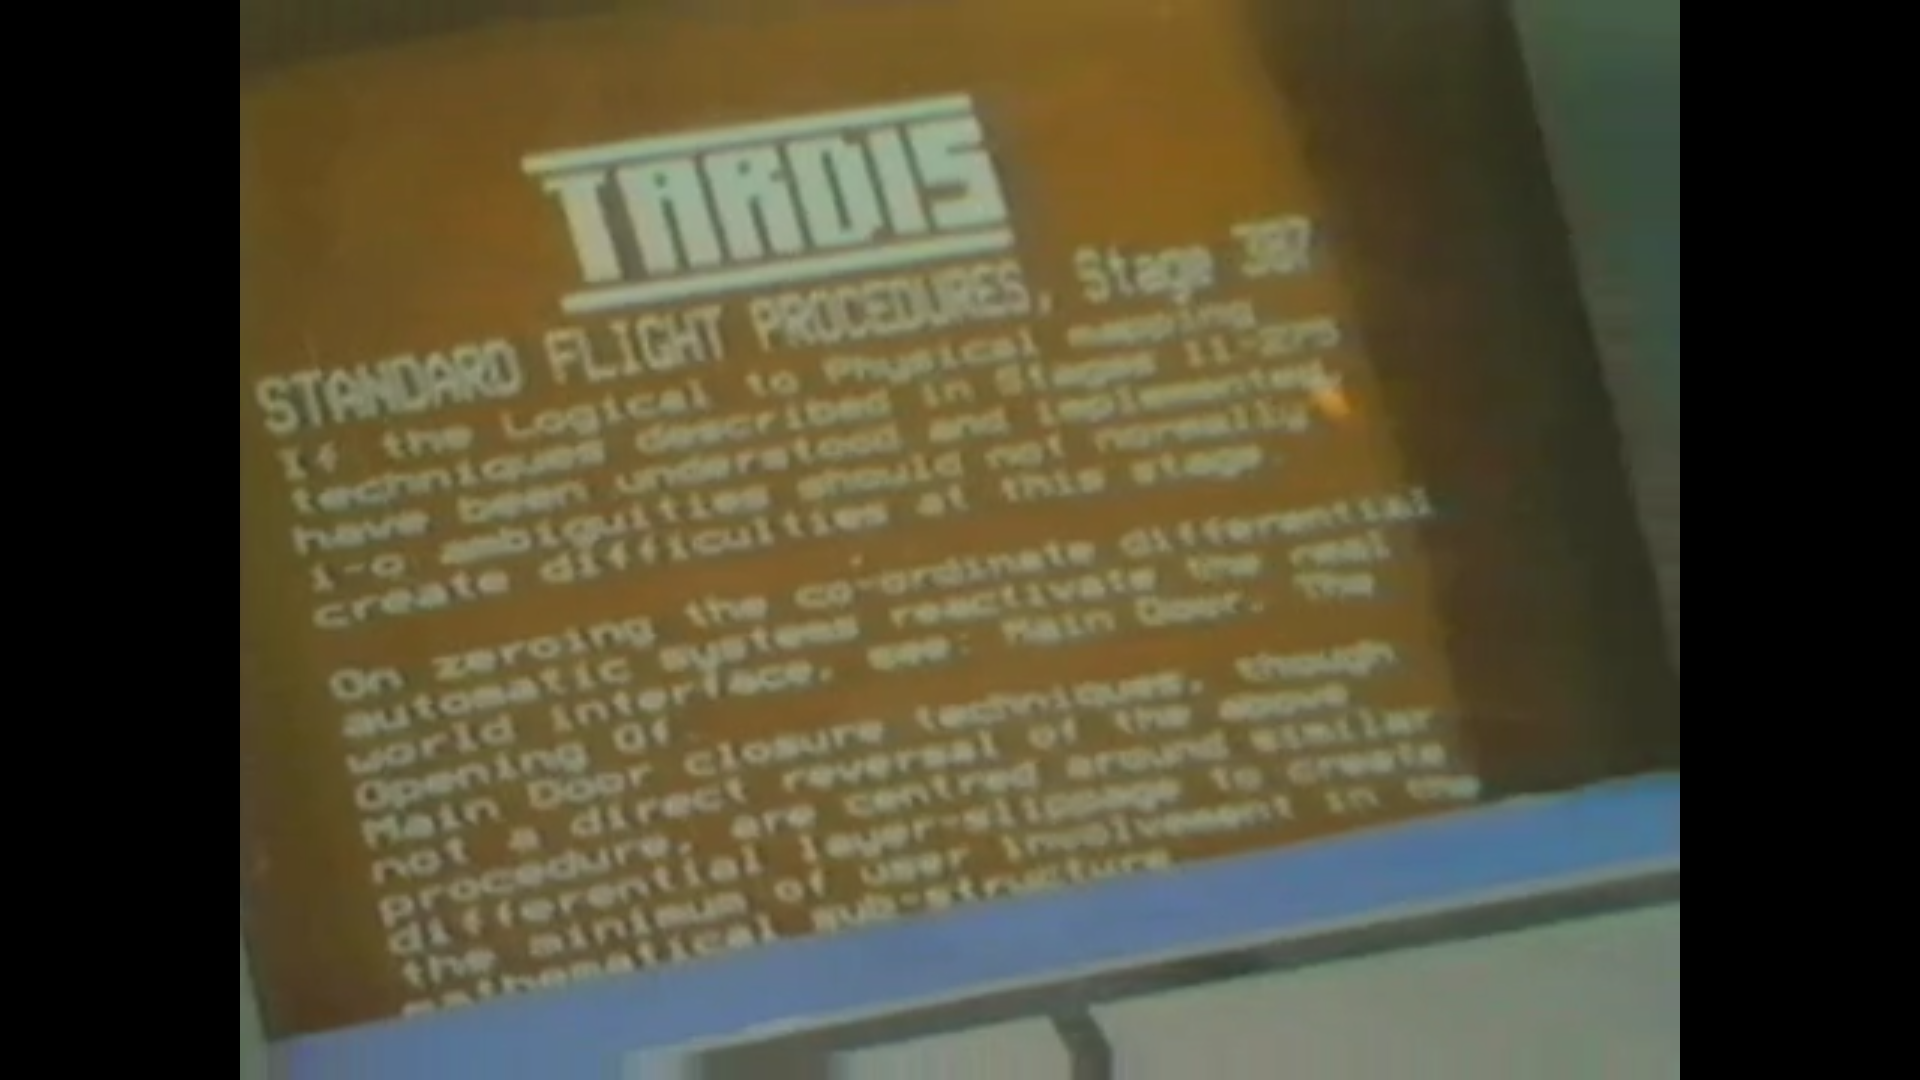 TARDIS
STANDARD FLIGHT PROCEDURES, Stage 387
If the Logical to Physical mapping
techniques described in Stages 11-275
have been understood and implemented,
i-o ambiguities should not normally
create difficulties at this stage.
On zeroing the co-ordinate differential
automatic systems reactivate the real
world interface, see: Main Door, The
Opening Of
Main Door closure techniques, though
not a direct reversal of the above
procedure, are centred around similar
differential layer-slippage to create
the minimum of user involvement in the
mathematical sub-structure